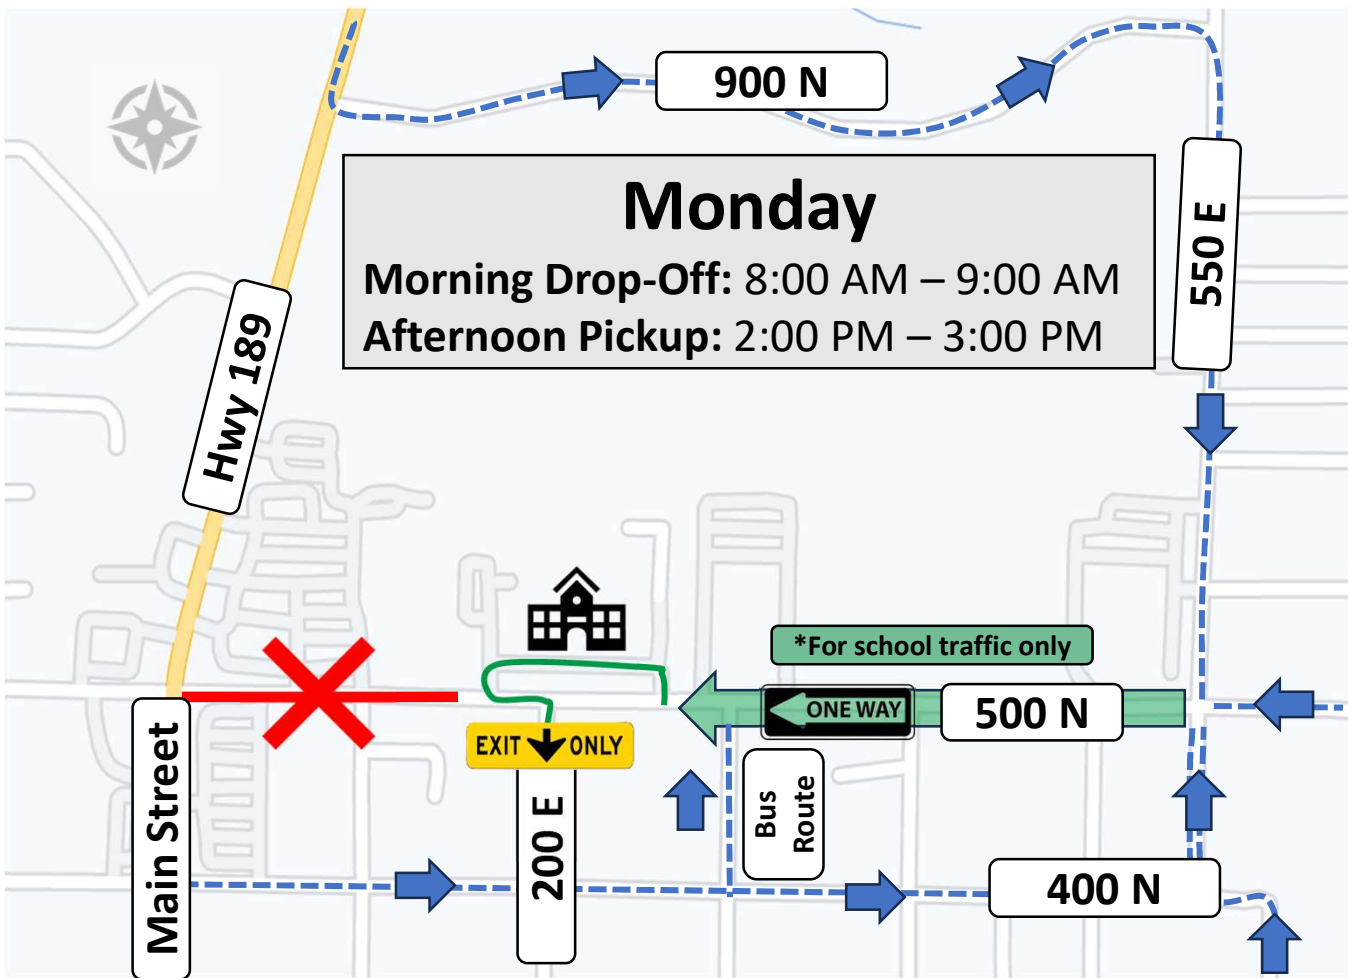 900 N
Monday
Morning Drop-Off: 8:00 AM – 9:00 AM
Afternoon Pickup: 2:00 PM – 3:00 PM
550 E
Hwy 189
*For school traffic only
ONE WAY
500 N
EXIT ONLY
Main Street
200 E
Bus
Route
400 N